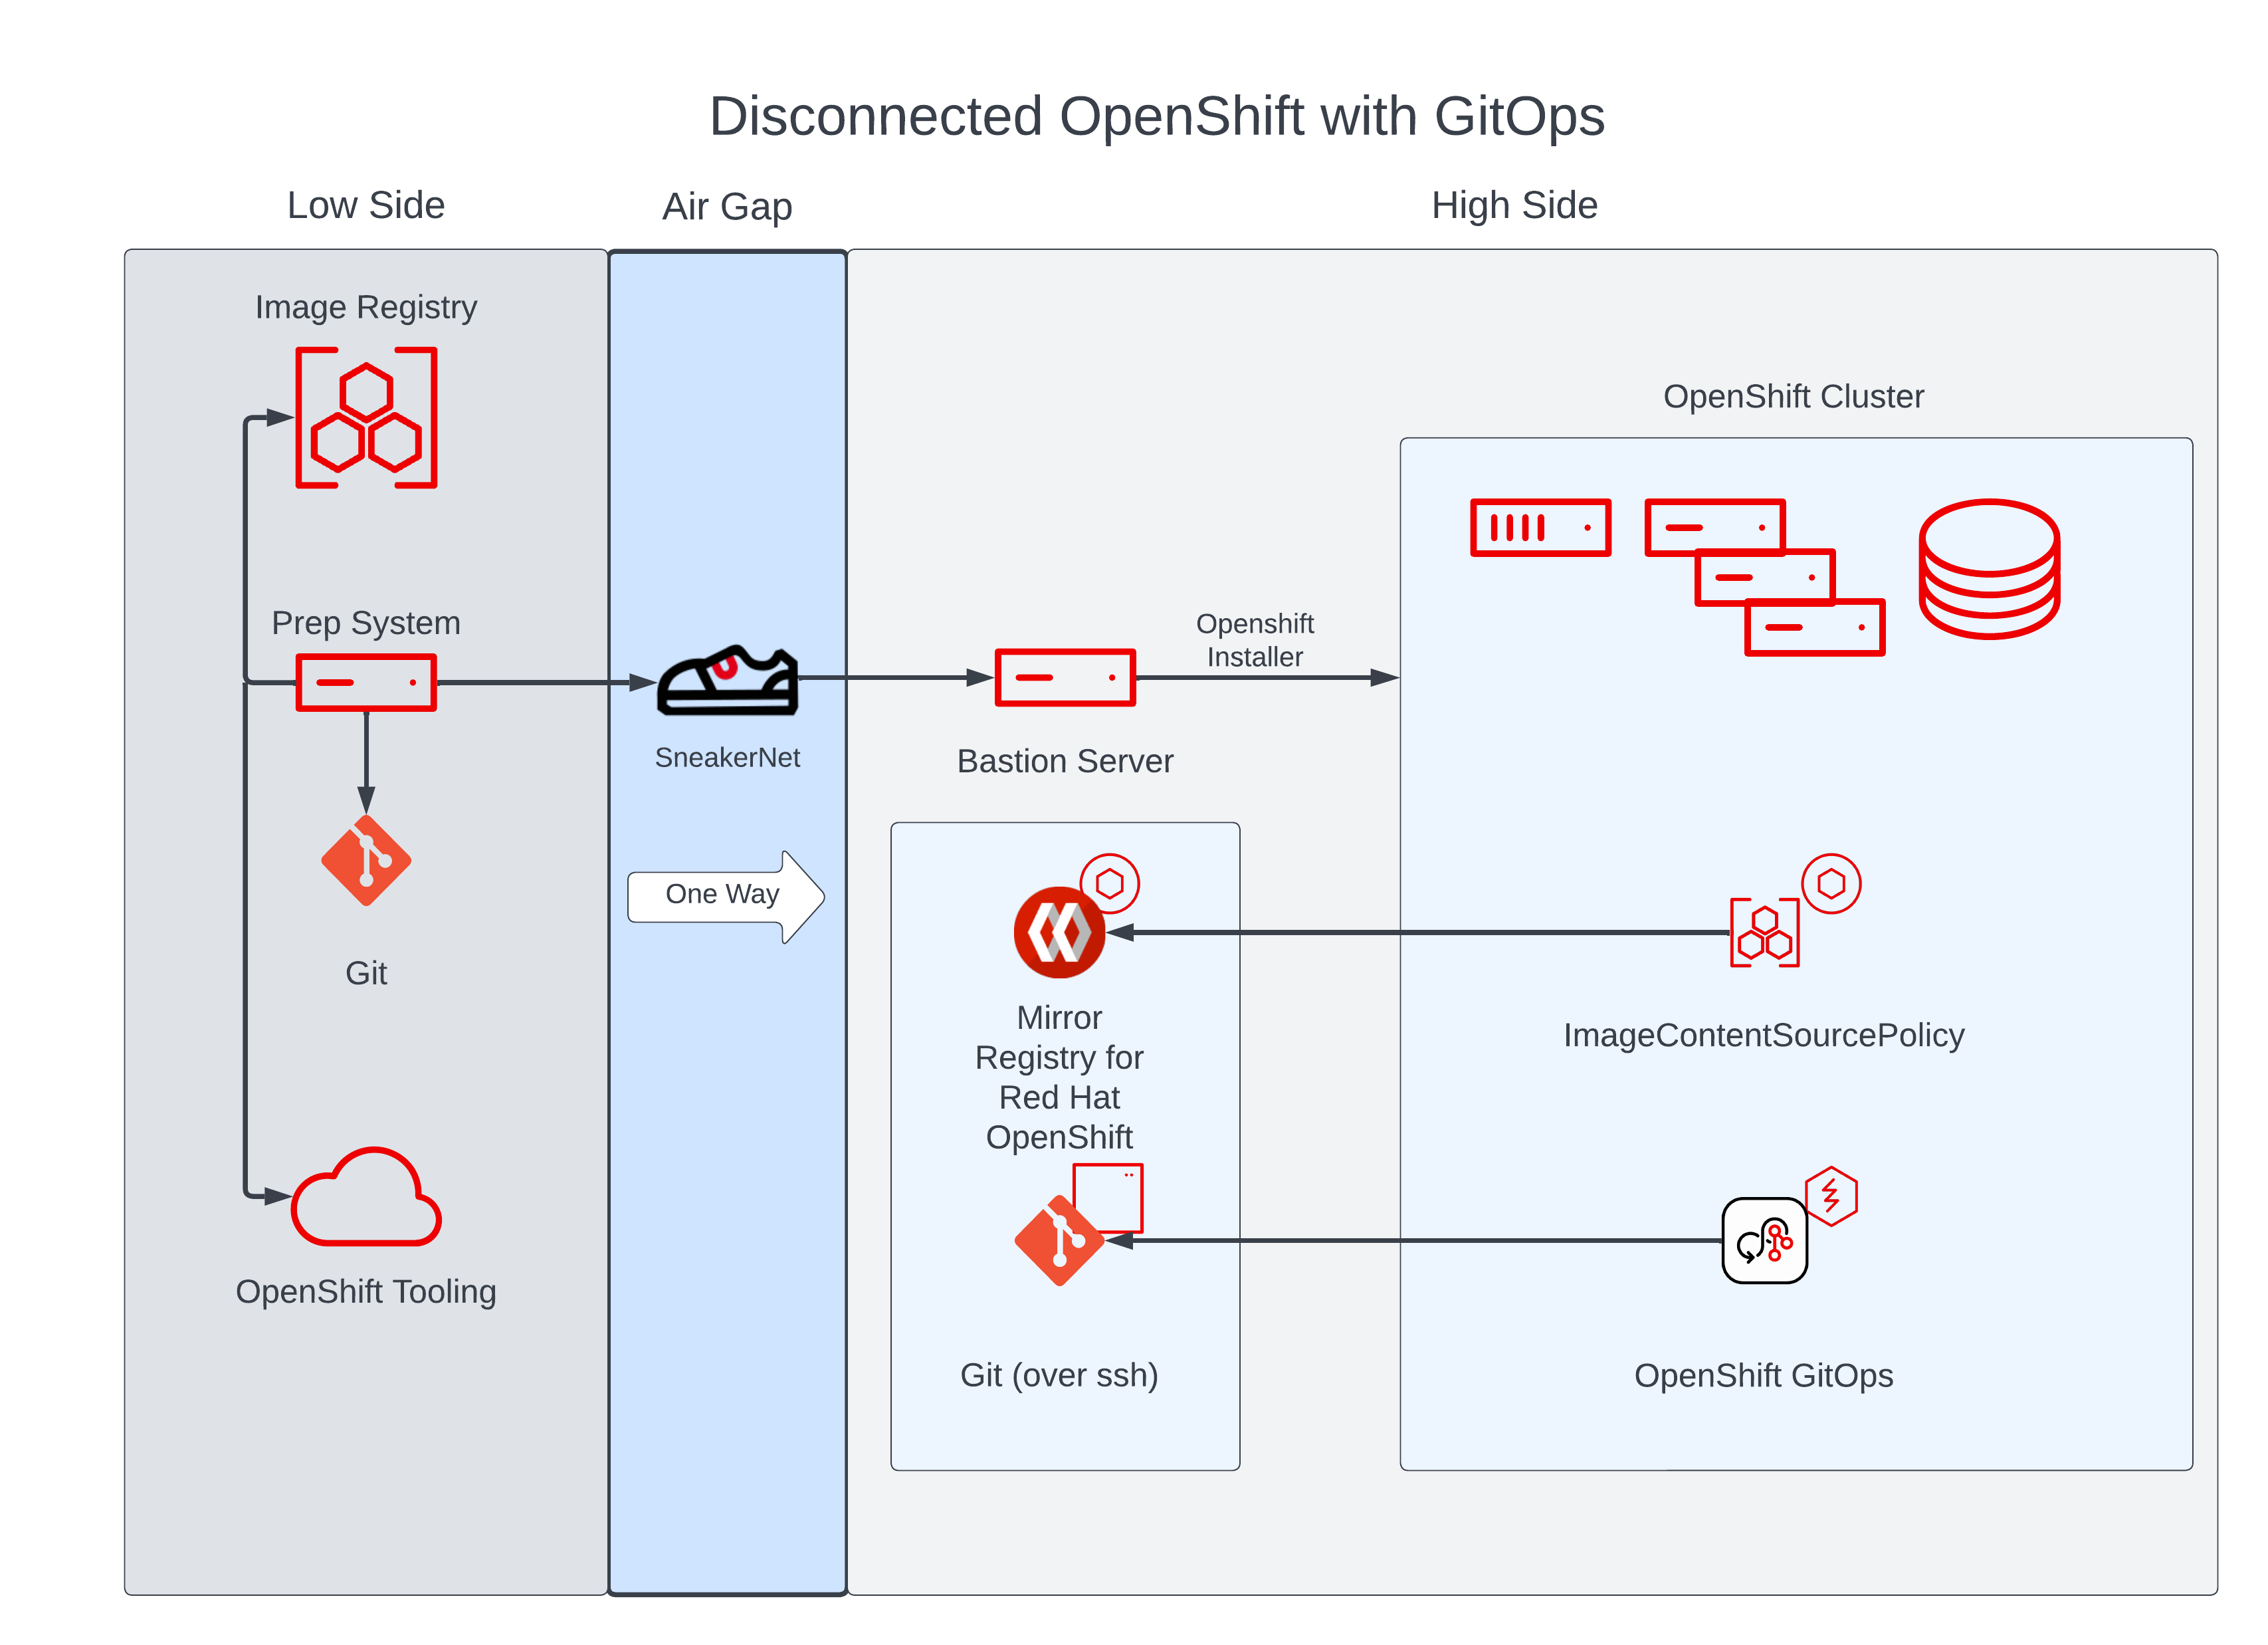 Disconnected OpenShift with GitOps
Low Side
Air Gap
High Side
Image Registry
Prep System
Git
OpenShift Tooling
SneakerNet
One Way
Bastion Server
Openshift
Installer
Mirror
Registry for
Red Hat
OpenShift
Git (over ssh)
OpenShift Cluster
ImageContentSourcePolicy
OpenShift GitOps